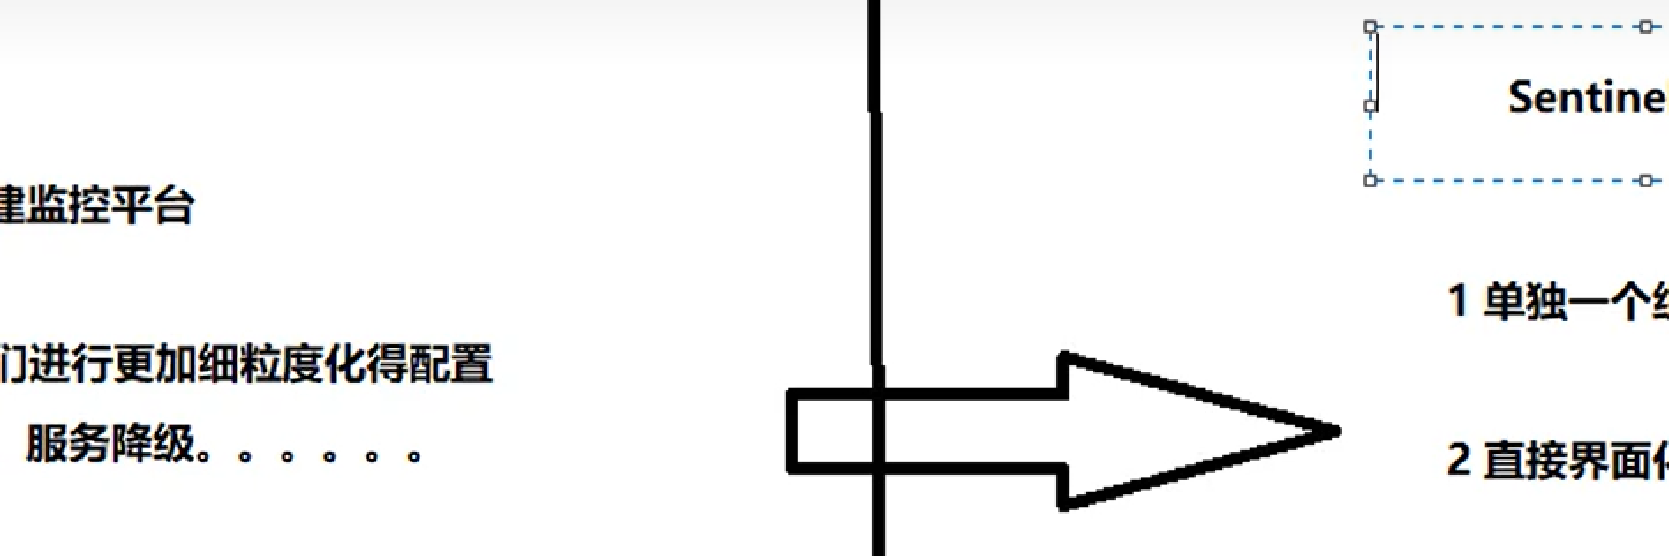 建监控平台
们进行更加细粒度化得配置
服务降级。。。。。。
Sentinel
1 单独一个组
2 直接界面化